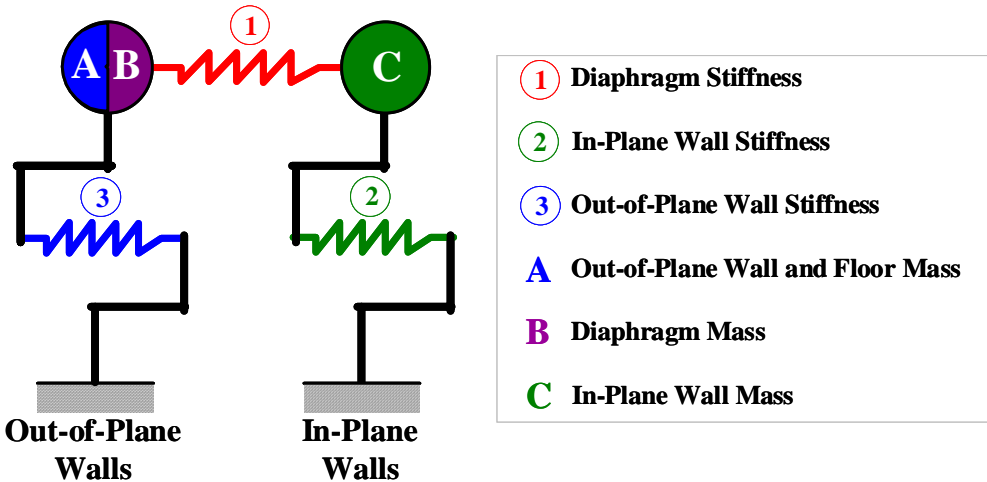 1
A B C
3
2
Out-of-Plane
Walls
In-Plane
Walls
1 Diaphragm Stiffness
2 In-Plane Wall Stiffness
3 Out-of-Plane Wall Stiffness
A Out-of-Plane Wall and Floor Mass
B Diaphragm Mass
C In-Plane Wall Mass